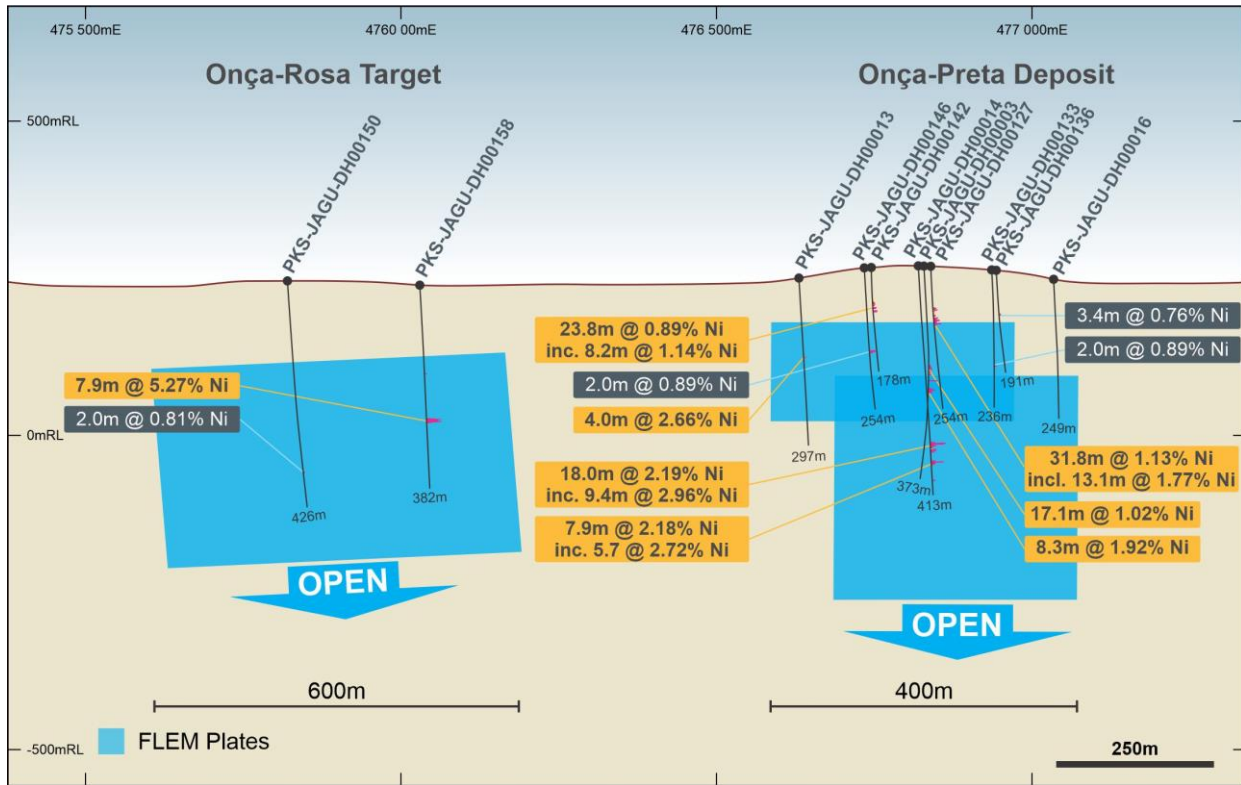 475 500mE
4760 00mE
476 500mE
477 000mE
Onça-Rosa Target
Onça-Preta Deposit
500mRL
0mRL
-500mRL
PKS-JAGU-DH00150
PKS-JAGU-DH00158
PKS-JAGU-DH00013
PKS-JAGU-DH00146
PKS-JAGU-DH00142
PKS-JAGU-DH00014
PKS-JAGU-DH00003
PKS-JAGU-DH00127
PKS-JAGU-DH00133
PKS-JAGU-DH00136
PKS-JAGU-DH00016
7.9m @ 5.27% Ni
2.0m @ 0.81% Ni
426m
382m
OPEN
600m
23.8m @ 0.89% Ni
inc. 8.2m @ 1.14% Ni
2.0m @ 0.89% Ni
4.0m @ 2.66% Ni
18.0m @ 2.19% Ni
inc. 9.4m @ 2.96% Ni
7.9m @ 2.18% Ni
inc. 5.7 @ 2.72% Ni
297m
254m
178m
373m
413m
254m
236m
191m
249m
3.4m @ 0.76% Ni
2.0m @ 0.89% Ni
31.8m @ 1.13% Ni
incl. 13.1m @ 1.77% Ni
17.1m @ 1.02% Ni
8.3m @ 1.92% Ni
OPEN
400m
FLEM Plates
250m